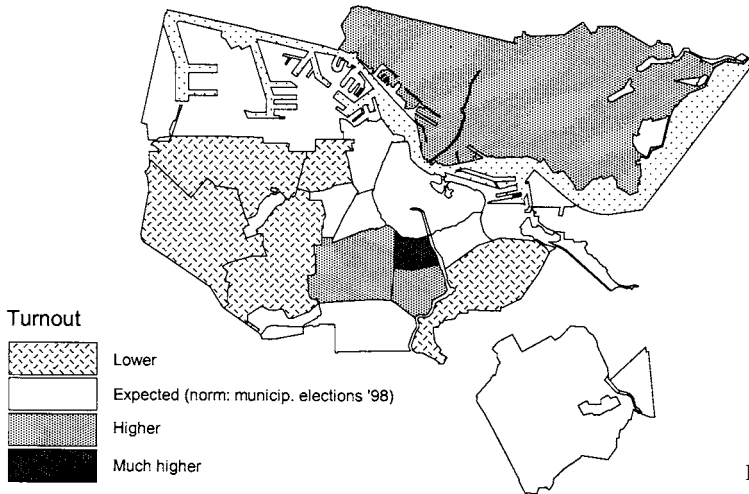 Turnout
Lower
Expected (norm: municip. elections '98)
Higher
Much higher